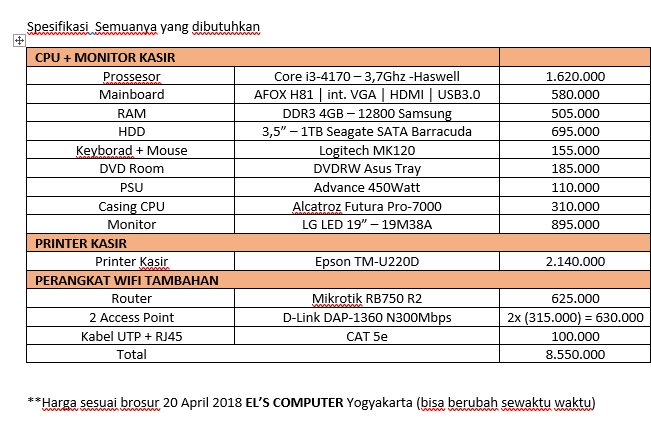 Spesifikasi Semuanya yang dibutuhkan
CPU + MONITOR KASIR
Prossesor Core i3-4170 – 3,7Ghz -Haswell 1.620.000
Mainboard AFOX H81 | int. VGA | HDMI | USB3.0 580.000
RAM DDR3 4GB – 12800 Samsung 505.000
HDD 3,5” – 1TB Seagate SATA Barracuda 695.000
Keyborad + Mouse Logitech MK120 155.000
DVD Room DVDRW Asus Tray 185.000
PSU Advance 450Watt 110.000
Casing CPU Alcatroz Futura Pro-7000 310.000
Monitor LG LED 19” – 19M38A 895.000
PRINTER KASIR
Printer Kasir Epson TM-U220D 2.140.000
PERANGKAT WIFI TAMBAHAN
Router Mikrotik RB750 R2 625.000
2 Access Point D-Link DAP-1360 N300Mbps 2x (315.000) = 630.000
Kabel UTP + RJ45 CAT 5e 100.000
Total 8.550.000
**Harga sesuai brosur 20 April 2018 EL’S COMPUTER Yogyakarta (bisa berubah sewaktu waktu)